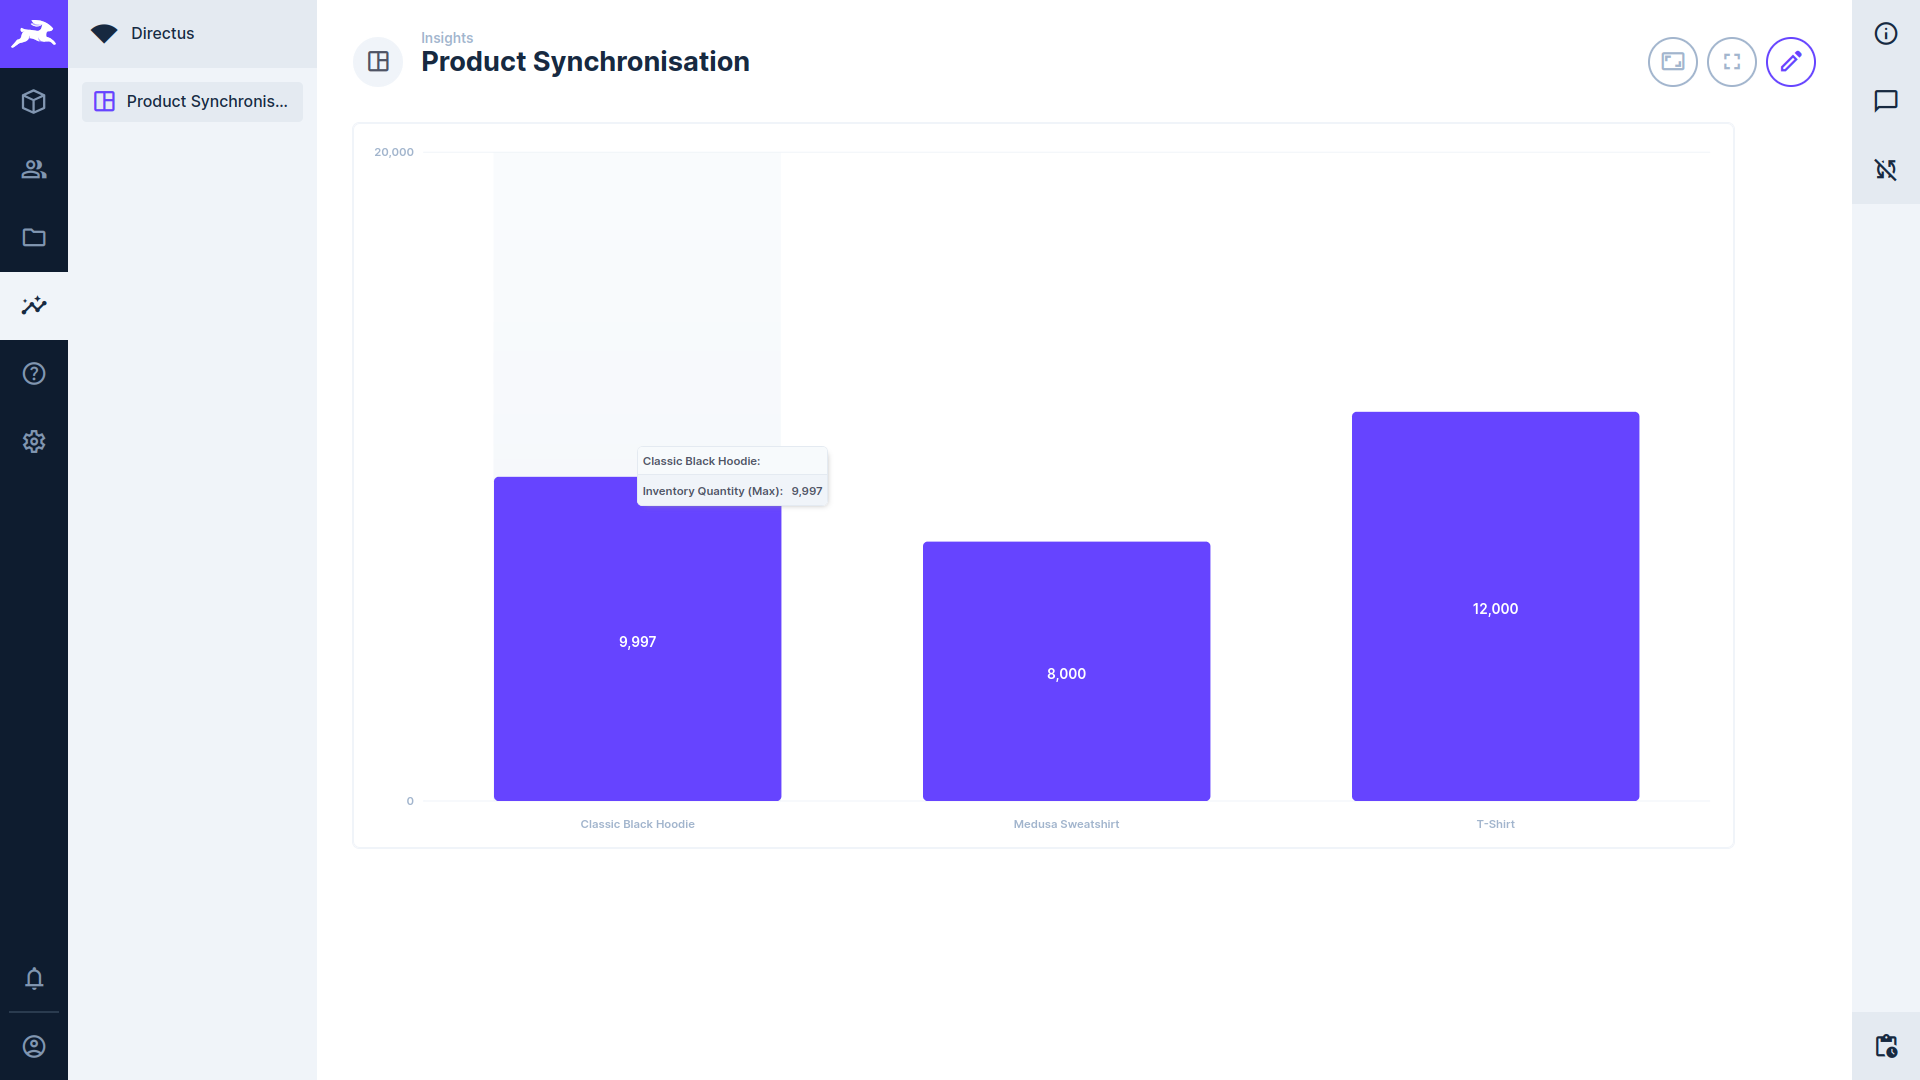 Directus
Product Synchronis...
Insights
Product Synchronisation
20,000
Classic Black Hoodie:
Inventory Quantity (Max): 9,997
9,997
8,000
12,000
0
Classic Black Hoodie
Medusa Sweatshirt
T-Shirt